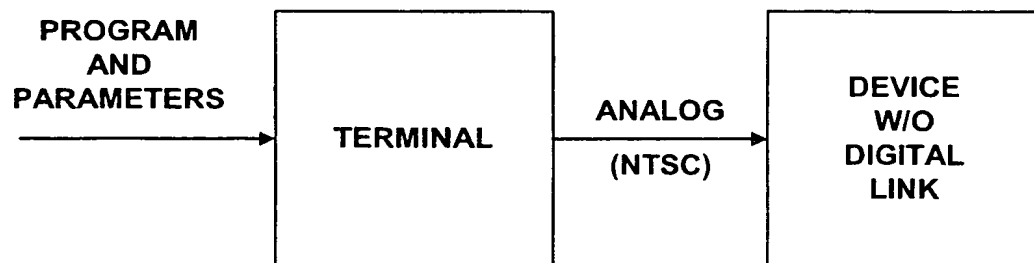 PROGRAM
AND
PARAMETERS
TERMINAL
ANALOG
(NTSC)
DEVICE
W/O
DIGITAL
LINK